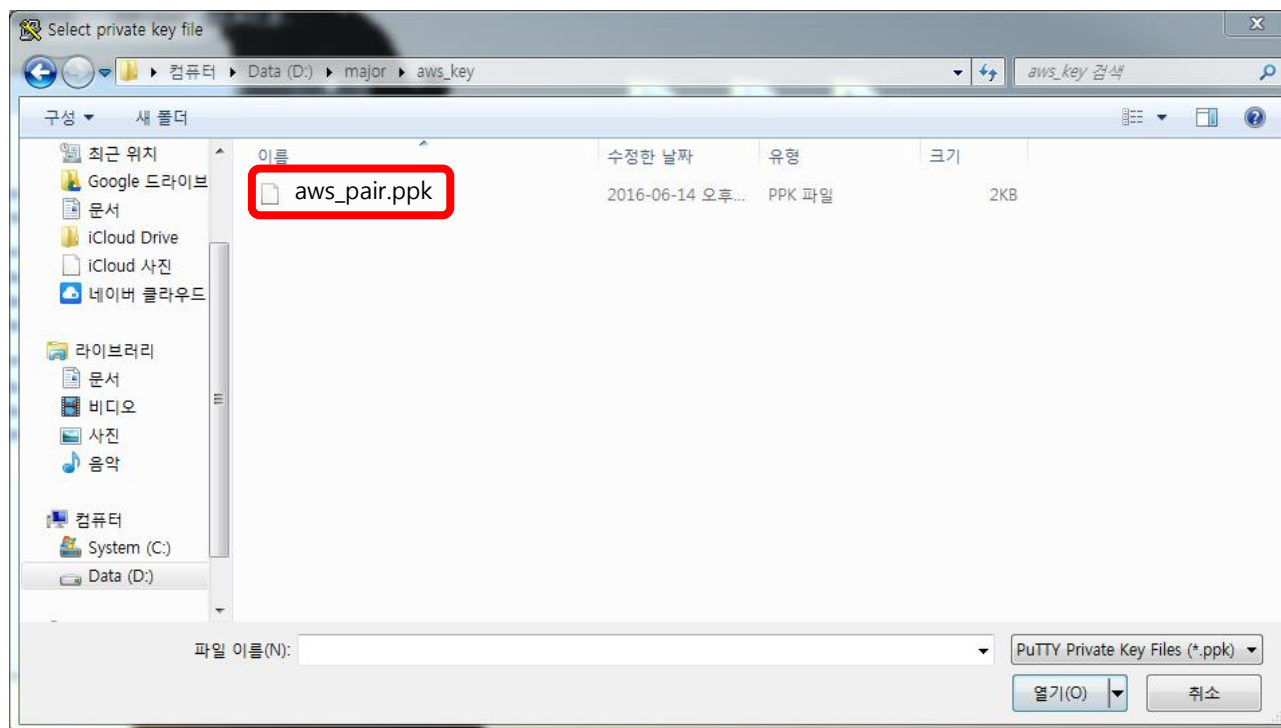 Select private key file
컴퓨터 ▸ Data (D:) ▸ major ▸ aws_key
aws_key 검색
구성 새 폴더
최근 위치
Google 드라이브
문서
iCloud Drive
iCloud 사진
네이버 클라우드
라이브러리
문서
비디오
사진
음악
컴퓨터
System (C:)
Data (D:)
이름 수정한 날짜 유형 크기
aws_pair.ppk 2016-06-14 오후... PPK 파일 2KB
파일 이름(N): PuTTY Private Key Files (*.ppk)
열기(O) 취소